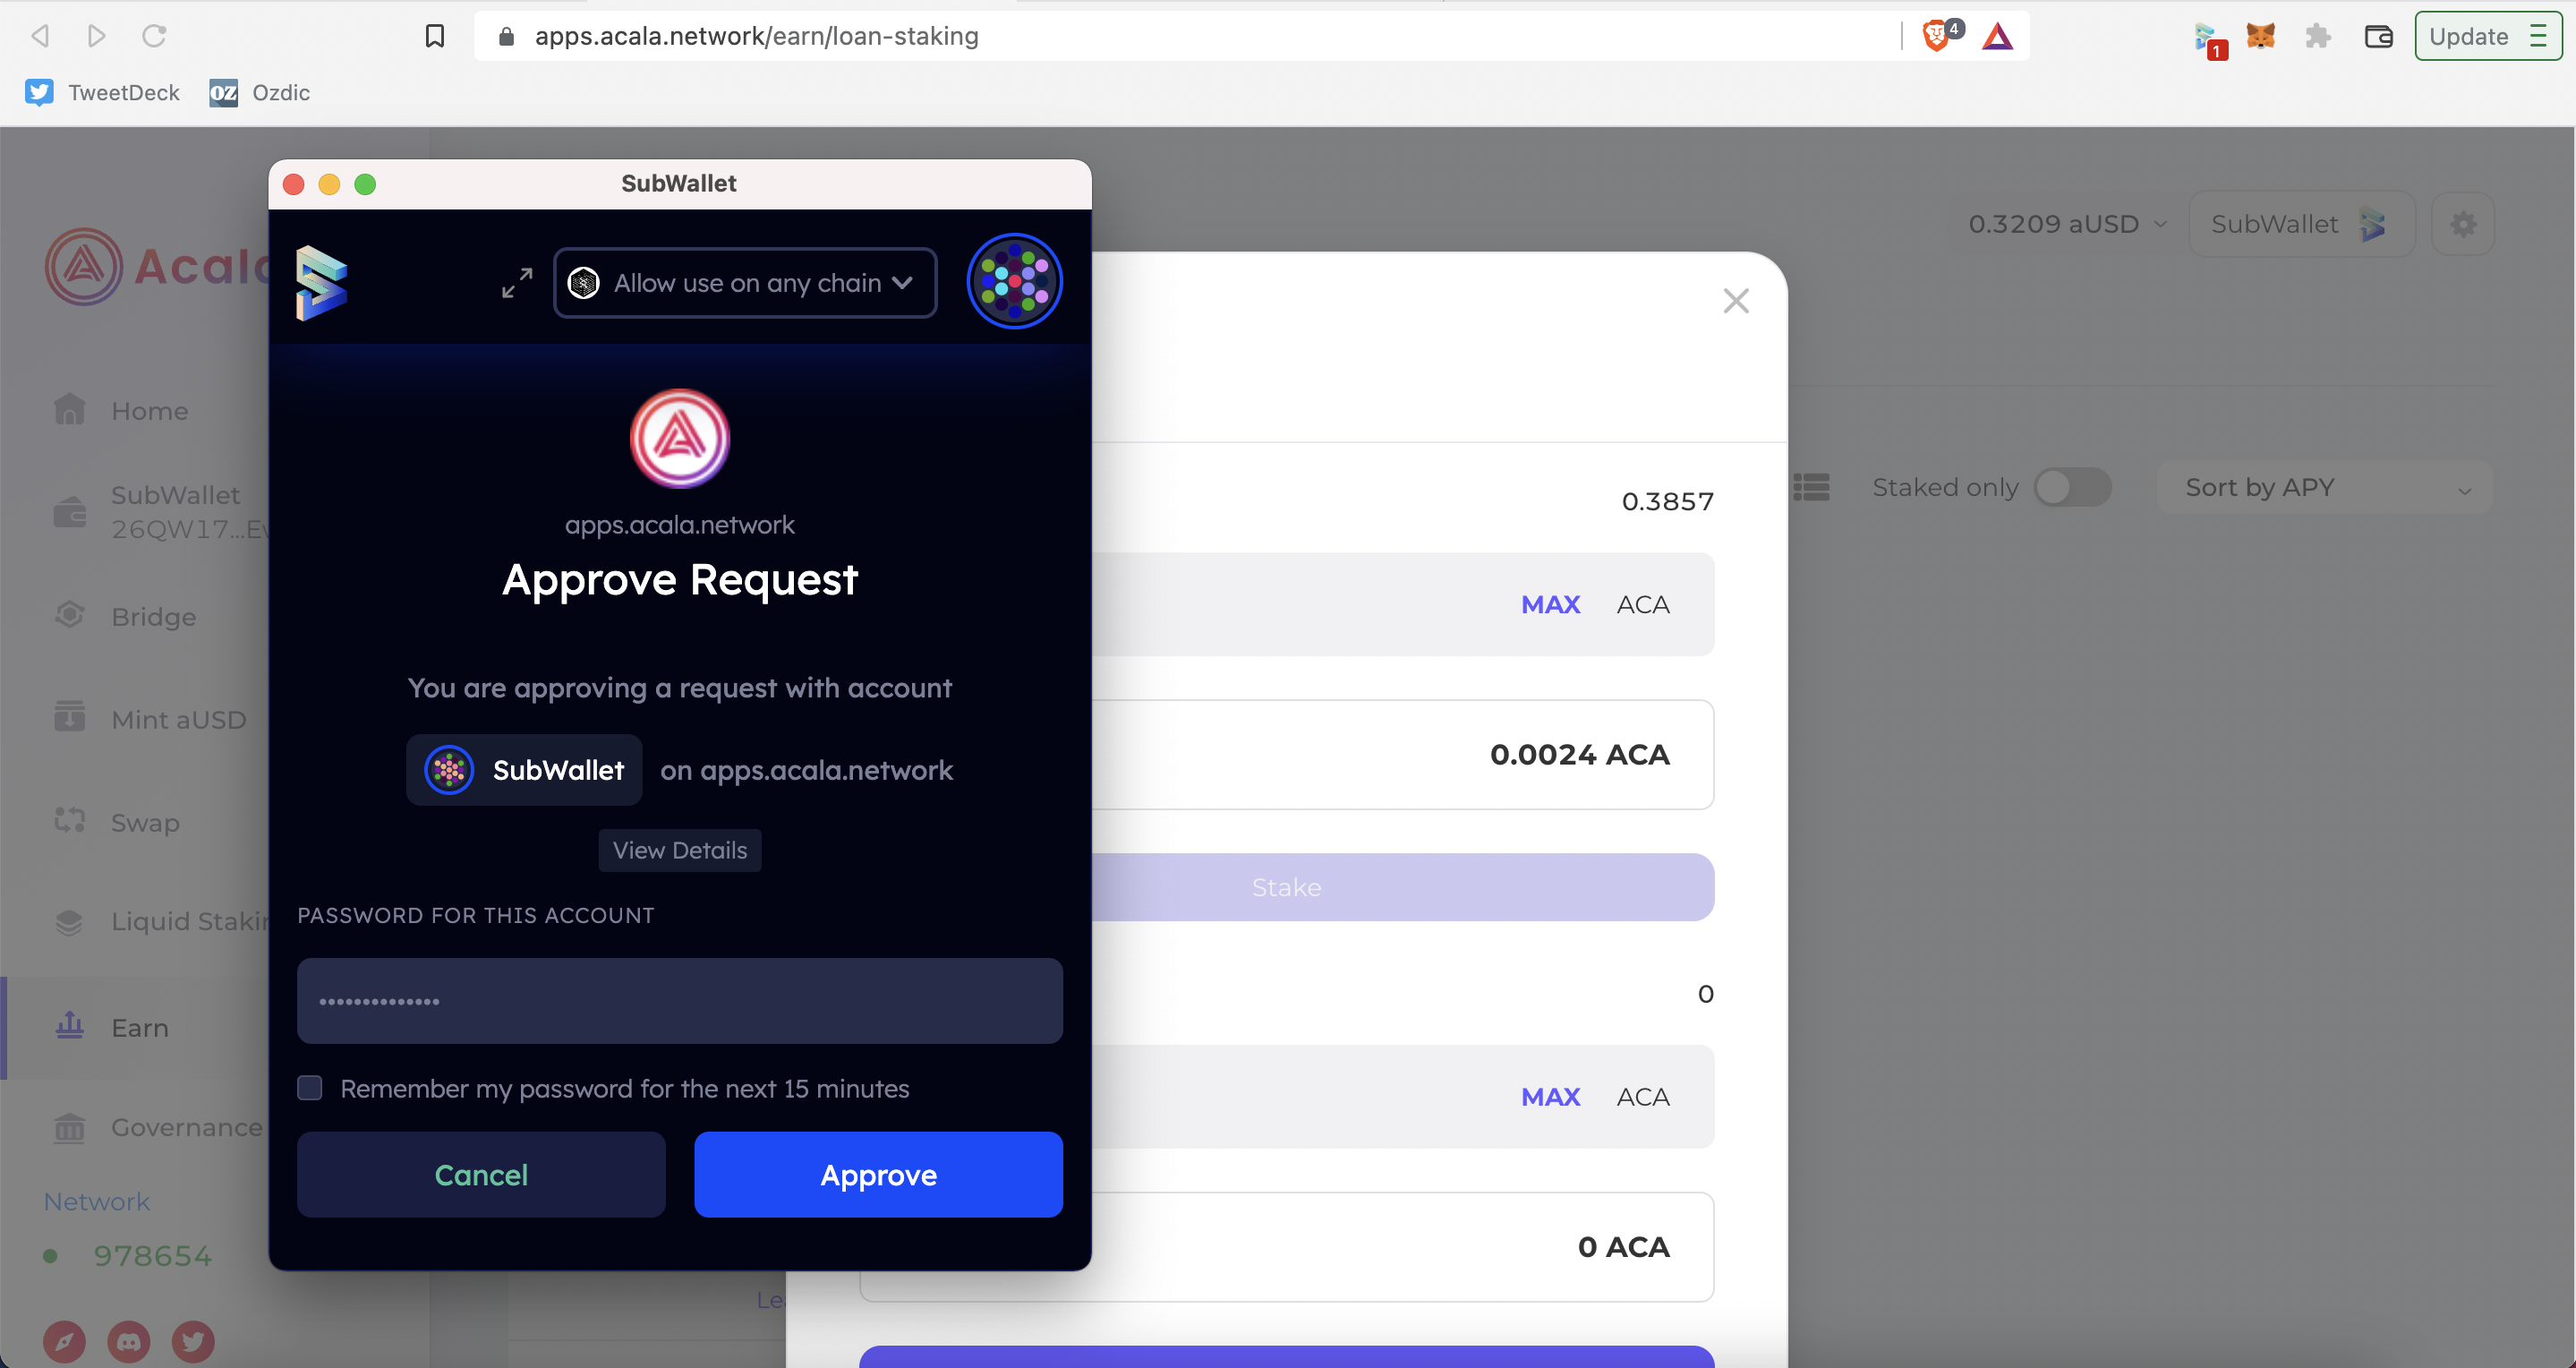 apps.acala.network/earn/loan-staking
4
1
Update
TweetDeck
OZ
Ozdic
SubWallet
0.3209 aUSD
SubWallet
Allow use on any chain
Home
SubWallet
26QW17...
Bridge
Mint aUSD
Swap
Liquid
Earn
Governance
Network
978654
apps.acala.network
Approve Request
You are approving a request with account
SubWallet on apps.acala.network
View Details
PASSWORD FOR THIS ACCOUNT
Remember my password for the next 15 minutes
Cancel
Approve
0.3857
MAX ACA
0.0024 ACA
Stake
0
MAX ACA
0 ACA
Staked only
Sort by APY